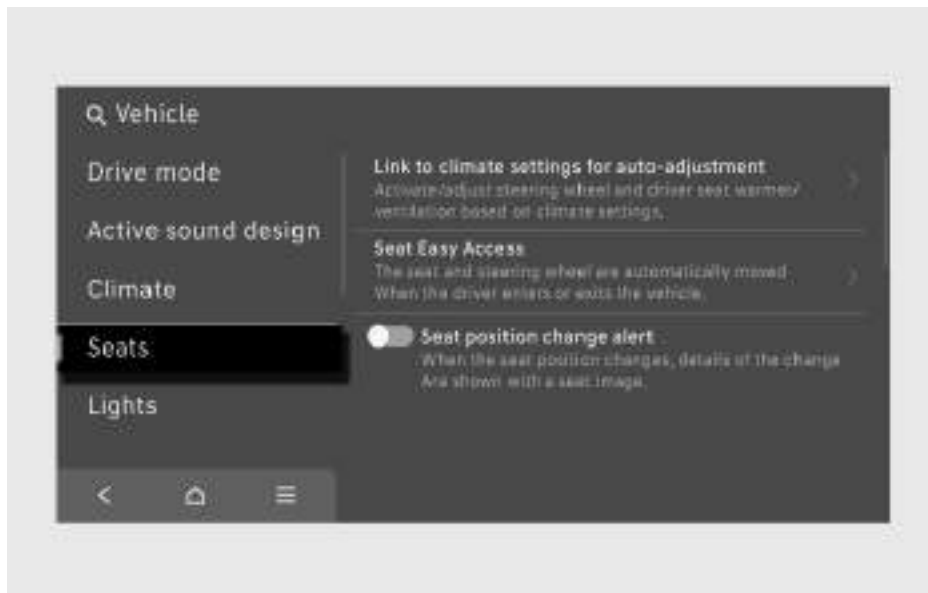 Vehicle
Drive mode
Active sound design
Climate
Seats
Lights
Link to climate settings for auto-adjustment
Activate/adjust steering wheel and driver seat warmer/
ventilation based on climate settings.
Seat Easy Access
The seat and steering wheel are automatically moved
When the driver enters or exits the vehicle.
Seat position change alert
When the seat position changes, details of the change
Are shown with a seat image.